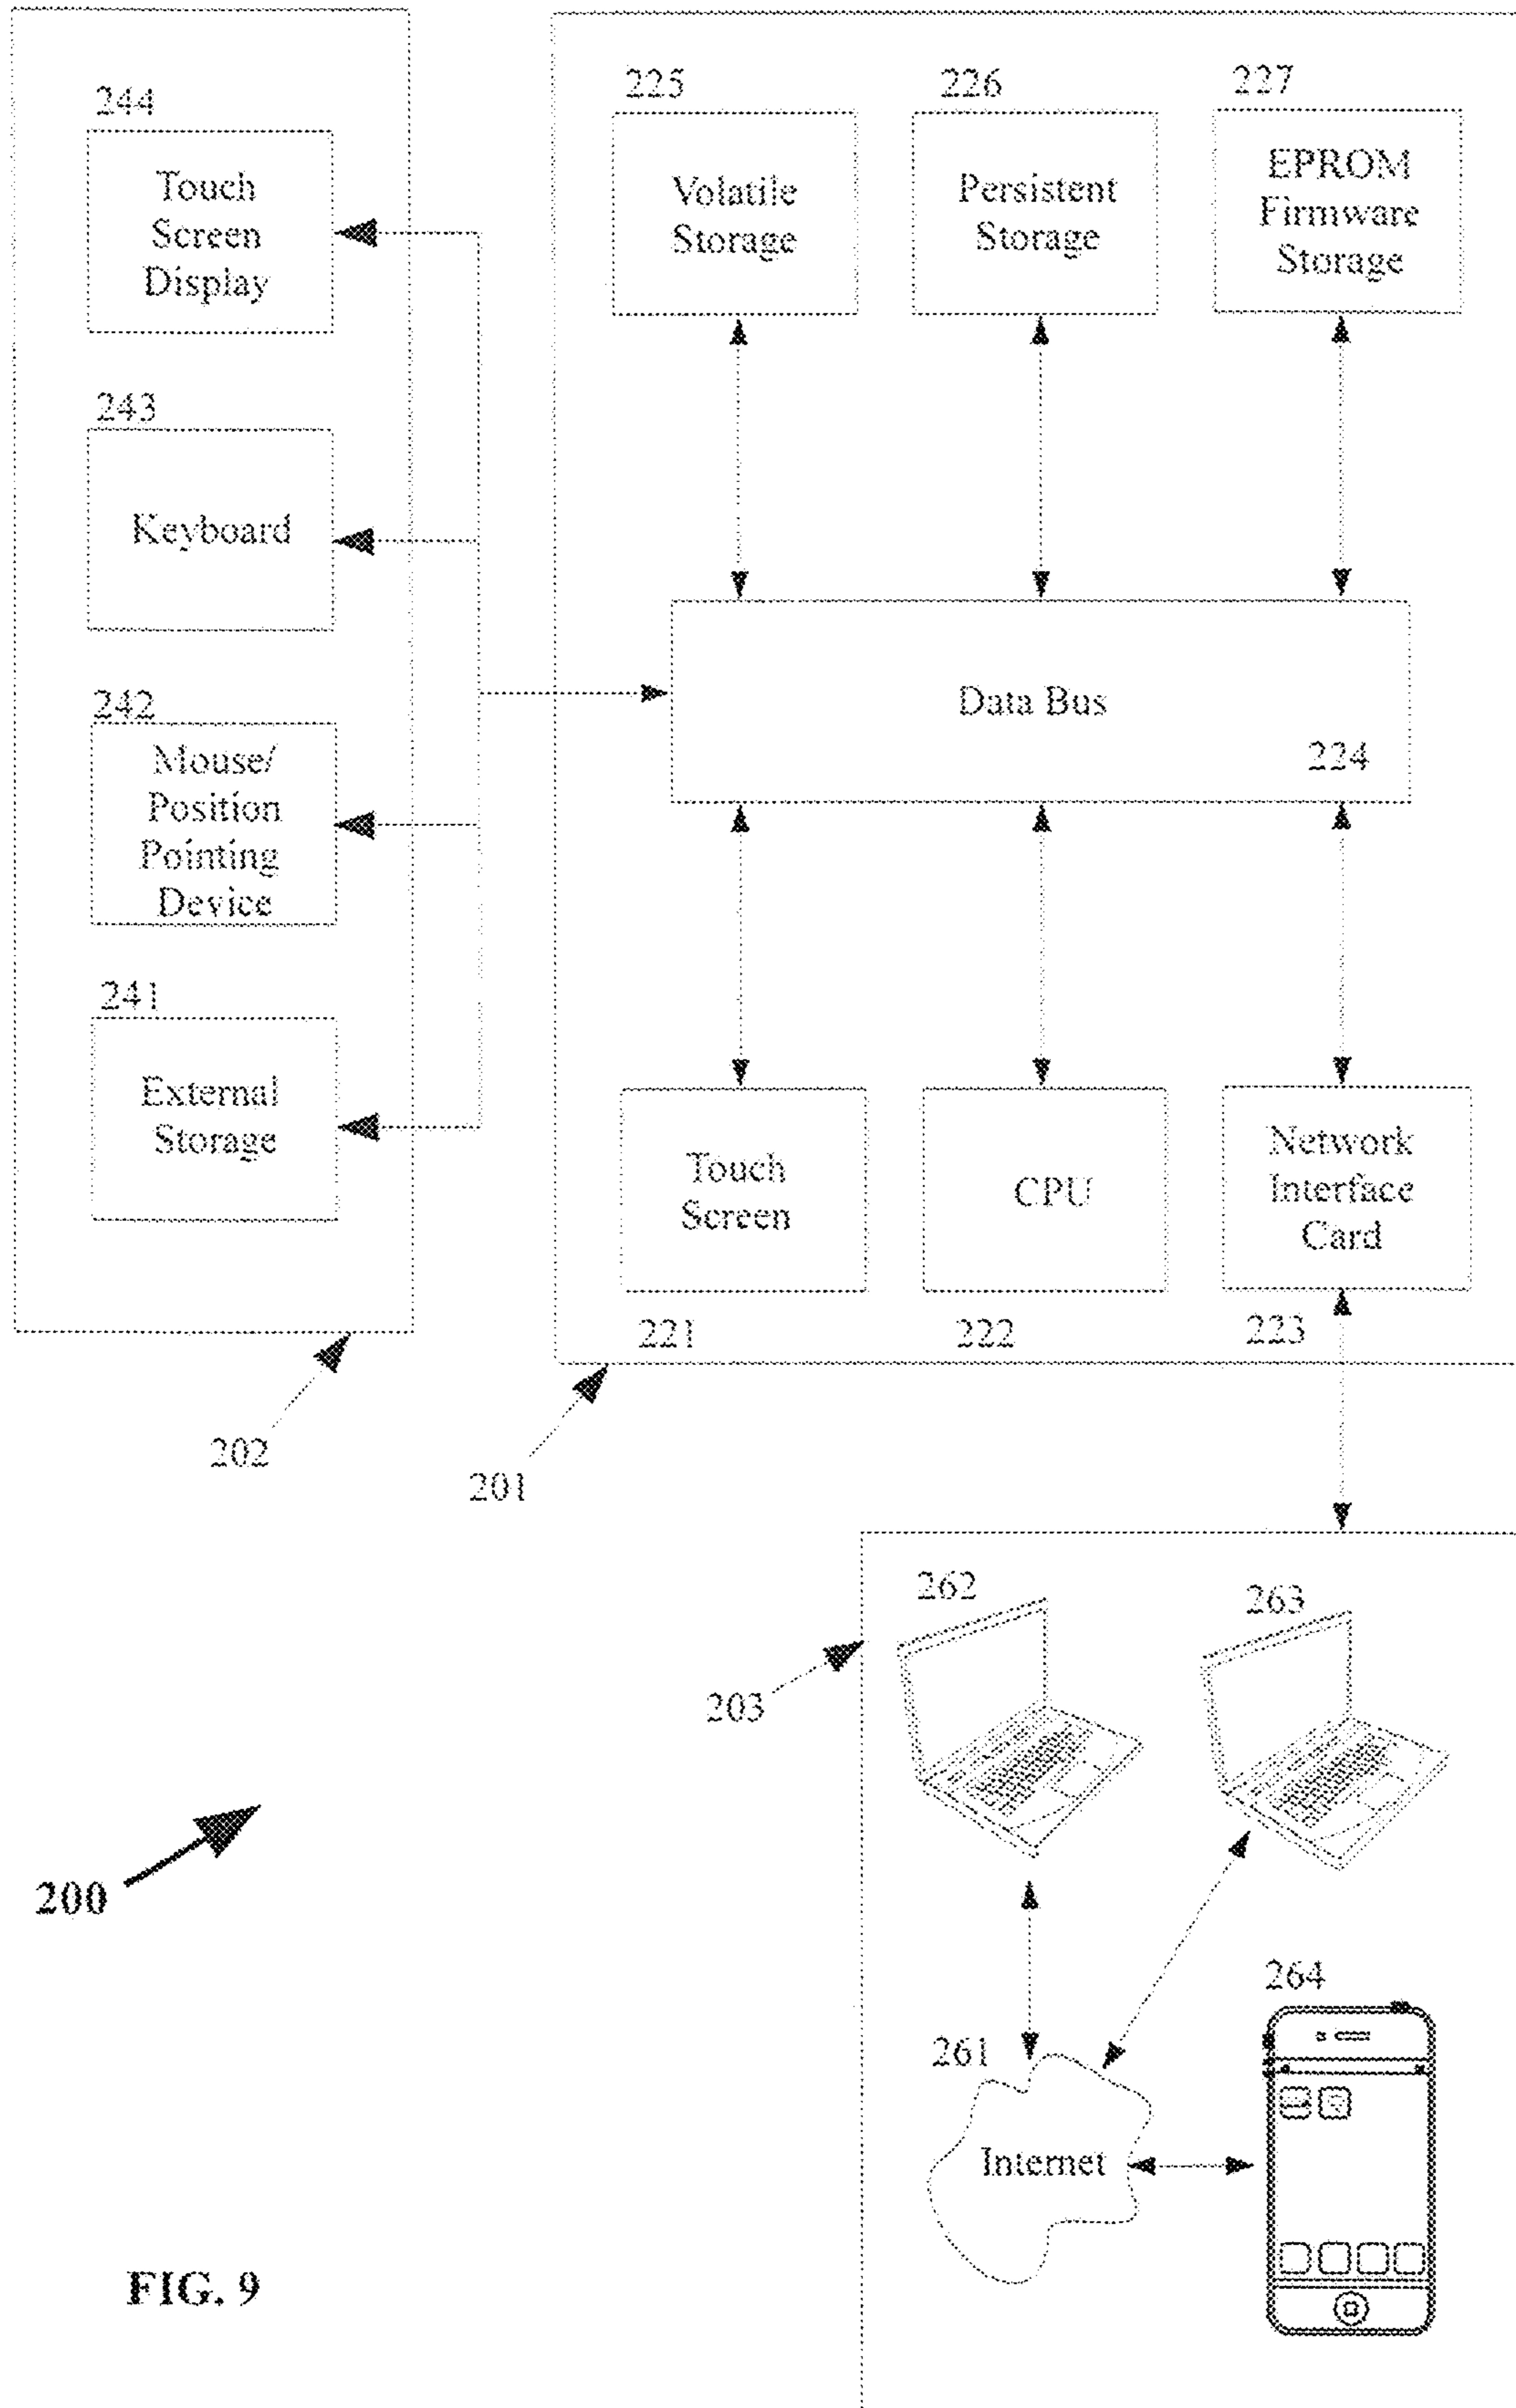 244
Touch
Screen
Display
243
Keyboard
242
Mouse/
Position
Pointing
Device
241
External
Storage
202
225
Volatile
Storage
226
Persistent
Storage
227
EPROM
Firmware
Storage
Data Bus
224
Touch
Screen
221
CPU
222
Network
Interface
Card
223
201
203
262
263
261
Internet
264
200
FIG. 9